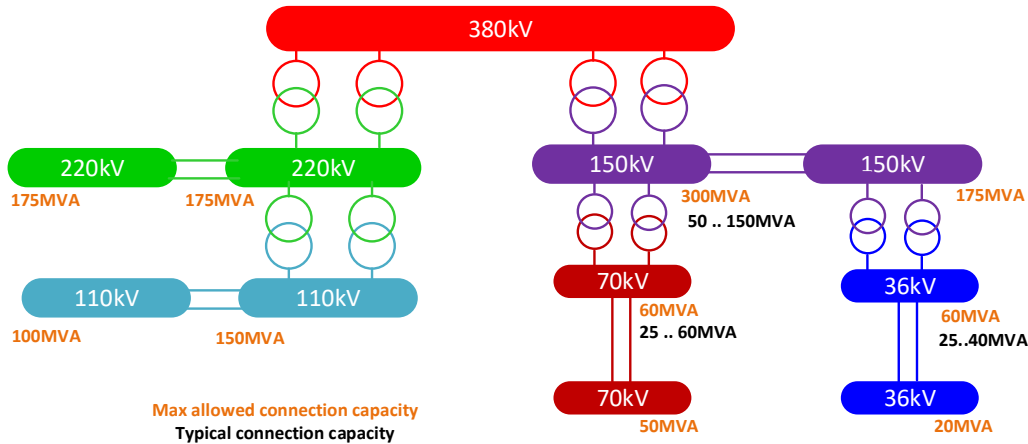 380kV
220kV
220kV
150kV
150kV
175MVA
175MVA
300MVA
175MVA
50 .. 150MVA
110kV
110kV
70kV
36kV
100MVA
150MVA
60MVA
60MVA
25 .. 60MVA
25..40MVA
70kV
36kV
Max allowed connection capacity
50MVA
20MVA
Typical connection capacity